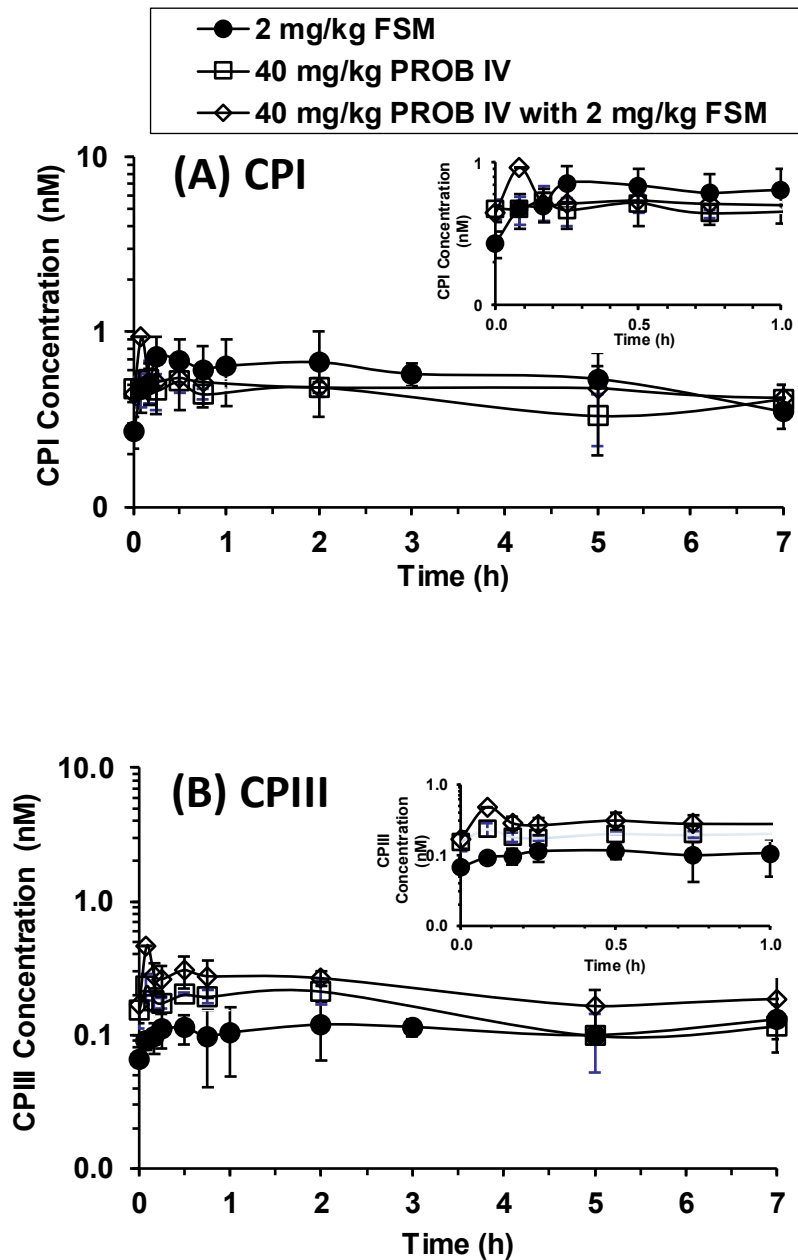 2 mg/kg FSM
40 mg/kg PROB IV
40 mg/kg PROB IV with 2 mg/kg FSM
(A) CPI
CPI Concentration (nM)
10
1
0
0 1 2 3 4 5 6 7
Time (h)
CPI Concentration
(nM)
1
0
0.0 0.5 1.0
Time (h)
(B) CPIII
CPIII Concentration (nM)
10.0
1.0
0.1
0.0
0 1 2 3 4 5 6 7
Time (h)
CPIII
Concentration
(nM)
1.0
0.1
0.0
0.0 0.5 1.0
Time (h)